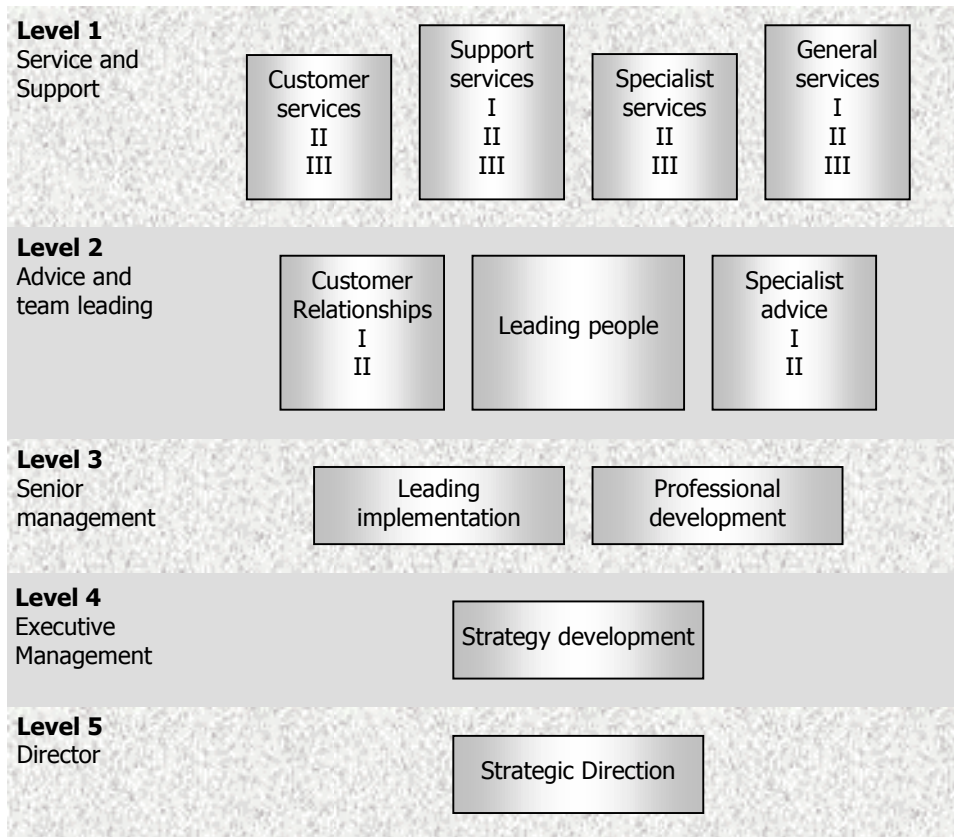 Level 1
Service and
Support
Customer
services
II
III
Support
services
I
II
III
Specialist
services
II
III
General
services
I
II
III
Level 2
Advice and
team leading
Customer
Relationships
I
II
Leading people
Specialist
advice
I
II
Level 3
Senior
management
Leading
implementation
Professional
development
Level 4
Executive
Management
Strategy development
Level 5
Director
Strategic Direction